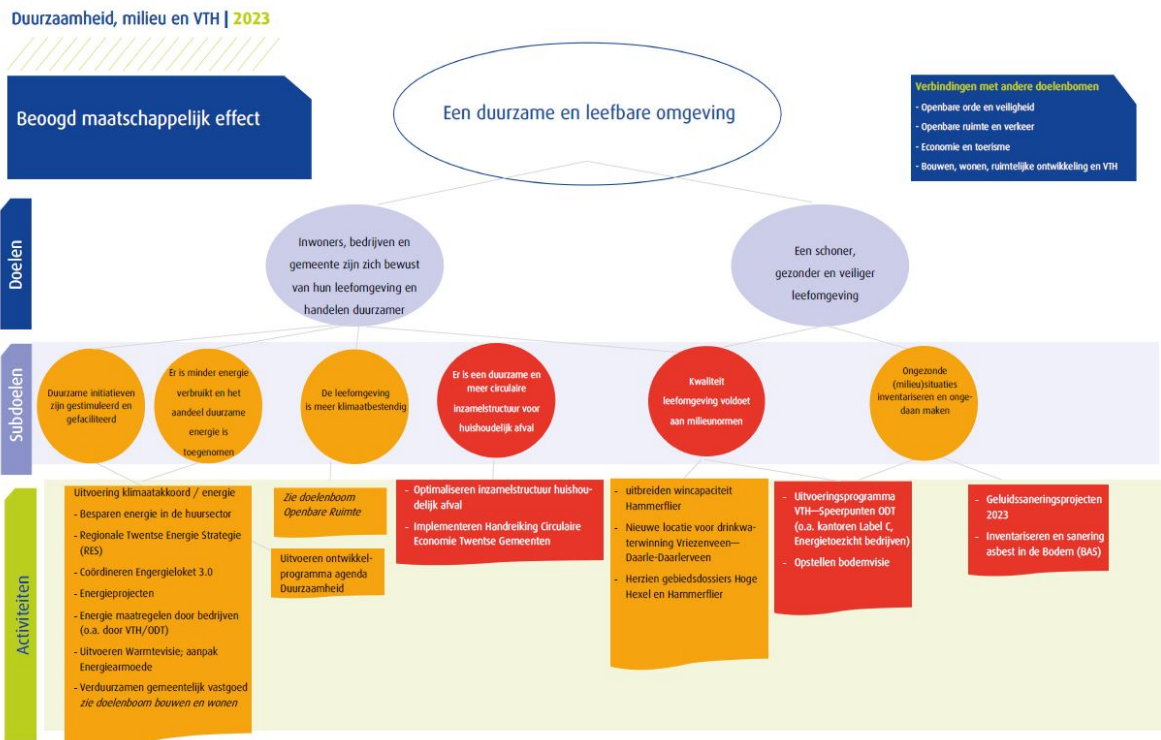 Duurzaamheid, milieu en VTH | 2023
Beoogd maatschappelijk effect
Een duurzame en leefbare omgeving
Verbindingen met andere doelenbomen
- Openbare orde en veiligheid
- Openbare ruimte en verkeer
- Economie en toerisme
- Bouwen, wonen, ruimtelijke ontwikkeling en VTH
Doelen
Inwoners, bedrijven en
gemeente zijn zich bewust
van hun leefomgeving en
handelen duurzamer
Een schoner,
gezonder en veiliger
leefomgeving
Subdoelen
Duurzame initiatieven
zijn gestimuleerd en
gefaciliteerd
Er is minder energie
verbruikt en het
aandeel duurzame
energie is
toegenomen
De leefomgeving
is meer klimaatbestendig
Er is een duurzame en
meer circulaire
inzamelstructuur voor
huishoudelijk afval
Kwaliteit
leefomgeving voldoet
aan milieunormen
Ongezonde
(milieu)situaties
inventariseren en onge-
daan maken
Activiteiten
Uitvoering klimaatakkoord / energie
- Besparen energie in de huursector
- Regionale Twentse Energie Strategie
(RES)
- Coördineren Engergieloket 3.0
- Energieprojecten
- Energie maatregelen door bedrijven
(o.a. door VTH/ODT)
- Uitvoeren Warmtevisie; aanpak
Energiearmoede
- Verduurzamen gemeentelijk vastgoed
zie doelenboom bouwen en wonen
Zie doelenboom
Openbare Ruimte
Uitvoeren ontwikkel-
programma agenda
Duurzaamheid
- Optimaliseren inzamelstructuur huishou-
delijk afval
- Implementeren Handreiking Circulaire
Economie Twentse Gemeenten
- uitbreiden wincapaciteit
Hammerflier
- Nieuwe locatie voor drinkwa-
terwinning Vriezenveen—
Daarle-Daarlerveen
- Herzien gebiedsdossiers Hoge
Hexel en Hammerflier
- Uitvoeringsprogramma
VTH—Speerpunten ODT
(o.a. kantoren Label C,
Energietoezicht bedrijven)
- Opstellen bodemvisie
- Geluidssaneringsprojecten
2023
- Inventariseren en sanering
asbest in de Bodem (BAS)